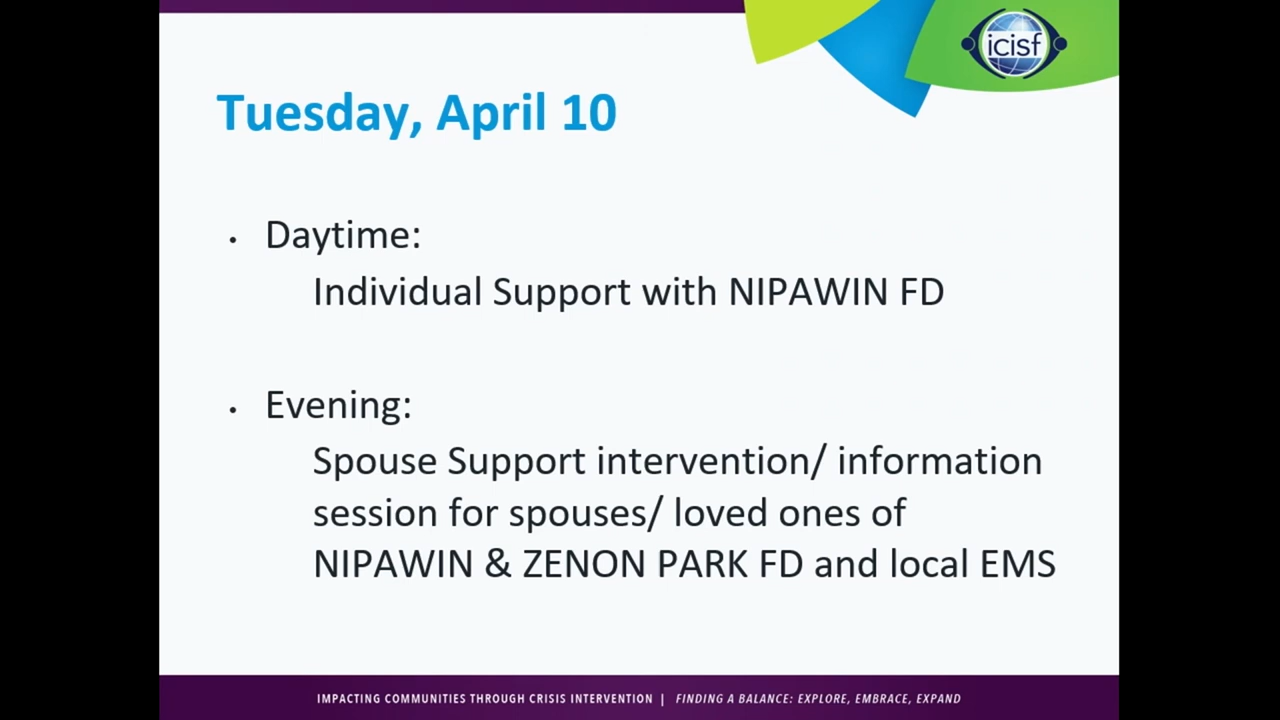 icisf
Tuesday, April 10
• Daytime:
Individual Support with NIPAWIN FD
• Evening:
Spouse Support intervention/ information
session for spouses/ loved ones of
NIPAWIN & ZENON PARK FD and local EMS
IMPACTING COMMUNITIES THROUGH CRISIS INTERVENTION | FINDING A BALANCE: EXPLORE, EMBRACE, EXPAND